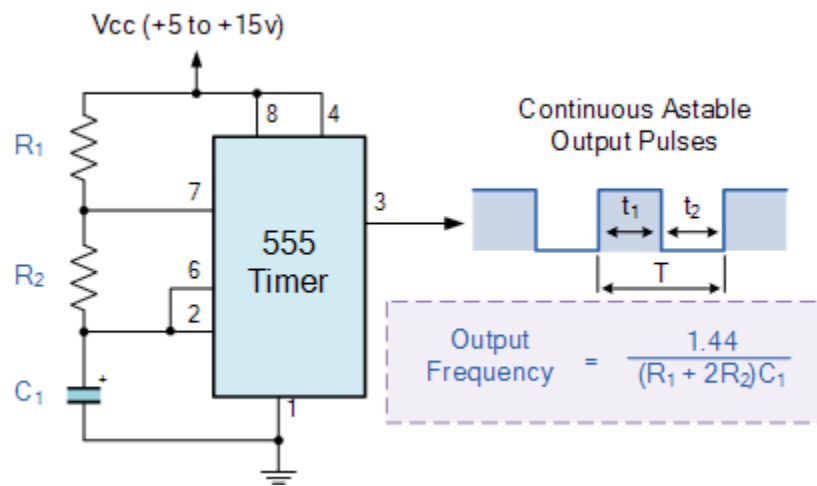 Vcc (+5 to +15v)
8
4
R1
7
3
Continuous Astable
Output Pulses
t1
t2
555
Timer
R2
6
2
T
C1
+
1
Output
Frequency
=
1.44
(R1 + 2R2)C1